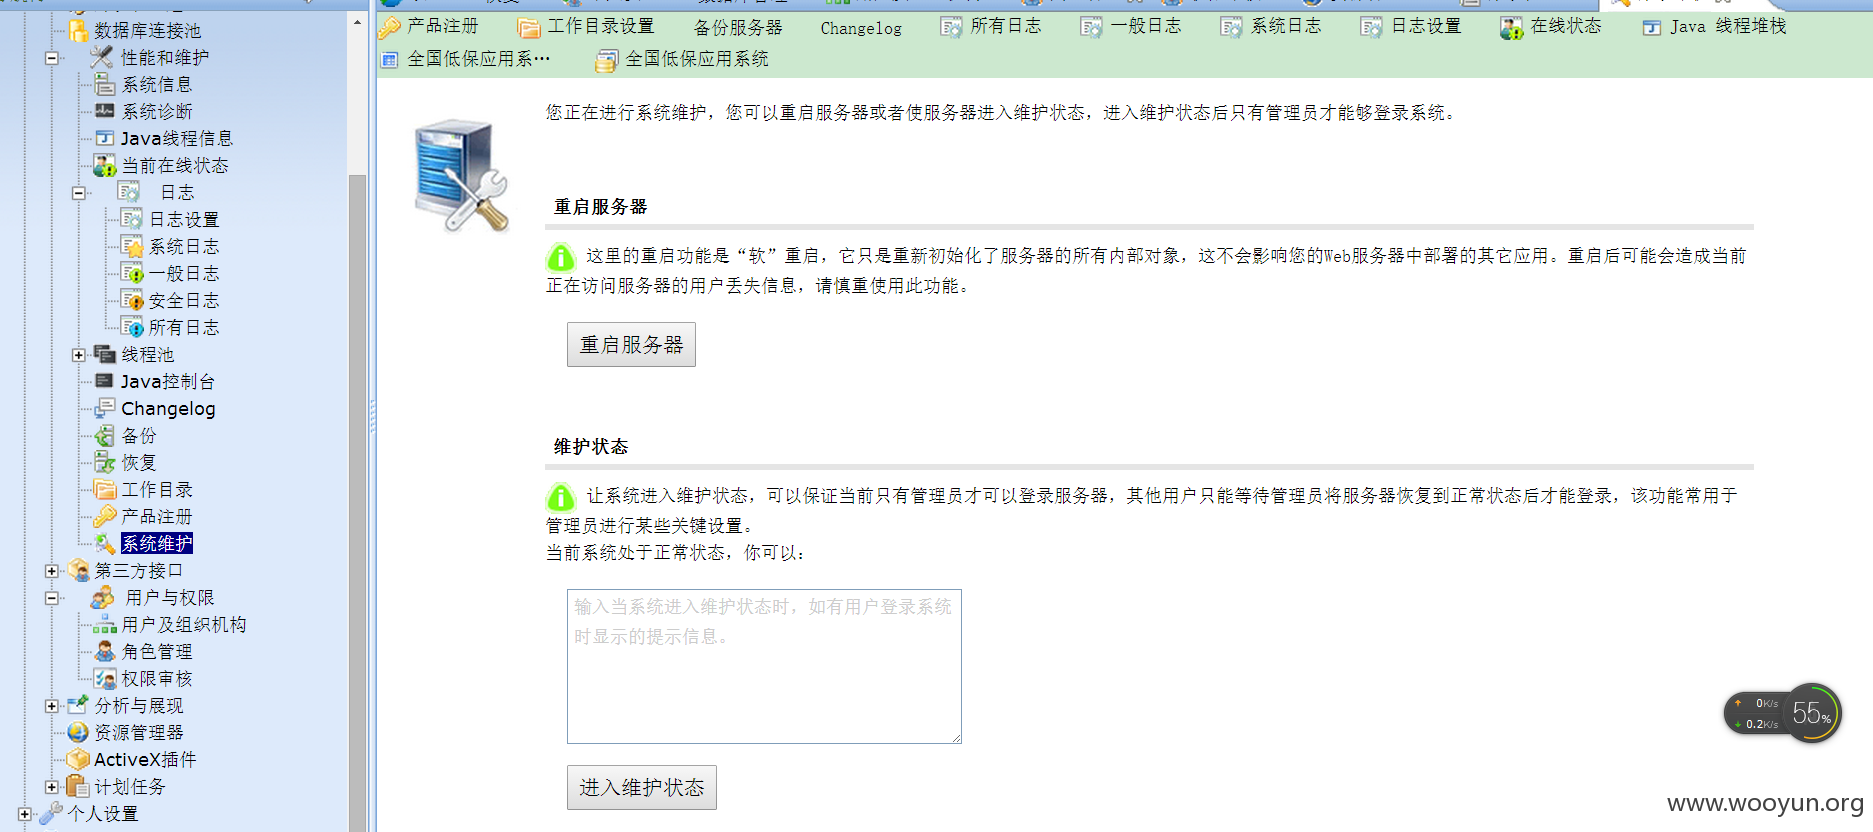 数据库连接池
性能和维护
系统信息
系统诊断
Java线程信息
当前在线状态
日志
日志设置
系统日志
一般日志
安全日志
所有日志
线程池
Java控制台
Changelog
备份
恢复
工作目录
产品注册
系统维护
第三方接口
用户与权限
用户及组织机构
角色管理
权限审核
分析与展现
资源管理器
ActiveX插件
计划任务
个人设置
产品注册 工作目录设置 备份服务器 Changelog 所有日志 一般日志 系统日志 日志设置 在线状态 Java 线程堆栈
全国低保应用系… 全国低保应用系统
您正在进行系统维护，您可以重启服务器或者使服务器进入维护状态，进入维护状态后只有管理员才能够登录系统。
重启服务器
这里的重启功能是“软”重启，它只是重新初始化了服务器的所有内部对象，这不会影响您的Web服务器中部署的其它应用。重启后可能会造成当前
正在访问服务器的用户丢失信息，请慎重使用此功能。
重启服务器
维护状态
让系统进入维护状态，可以保证当前只有管理员才可以登录服务器，其他用户只能等待管理员将服务器恢复到正常状态后才能登录，该功能常用于
管理员进行某些关键设置。
当前系统处于正常状态，你可以：
输入当系统进入维护状态时，如有用户登录系统
时显示的提示信息。
进入维护状态
0K/s
0.2K/s
55%
www.wooyun.org